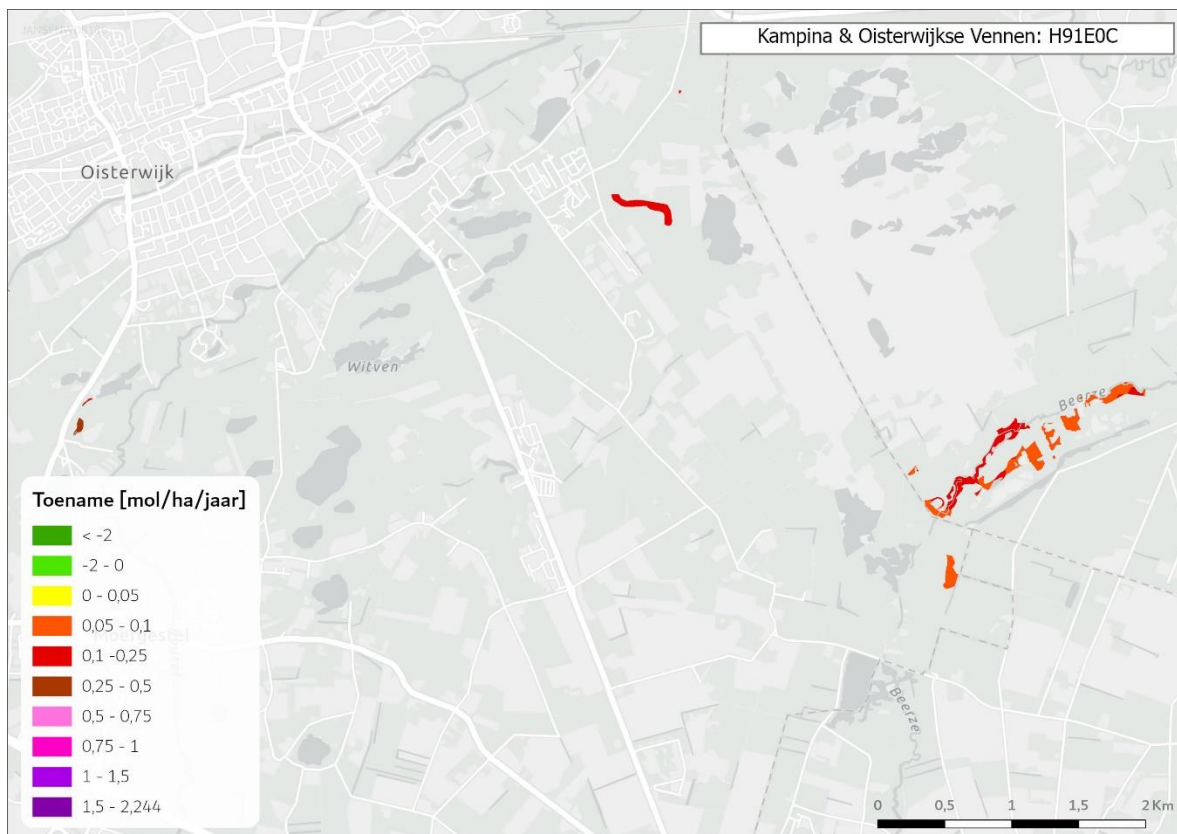 Kampina & Oisterwijkse Vennen: H91E0C
Oisterwijk
Witven
Beerze
Toename [mol/ha/jaar]
< -2
-2 - 0
0 - 0,05
0,05 - 0,1
0,1 -0,25
0,25 - 0,5
0,5 - 0,75
0,75 - 1
1 - 1,5
1,5 - 2,244
Moergestel
Beerze
0 0,5 1 1,5 2 Km